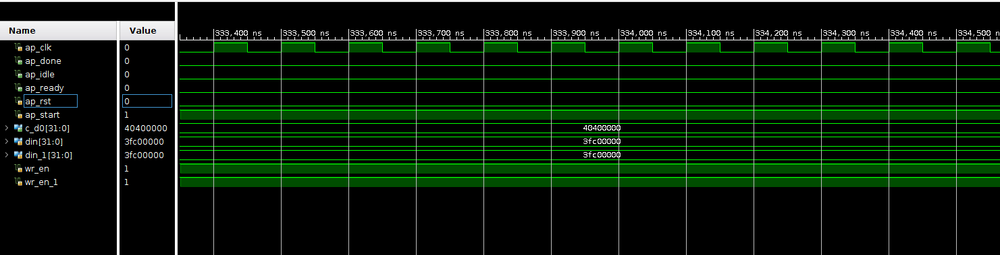 Name Value
333,400 ns 333,500 ns 333,600 ns 333,700 ns 333,800 ns 333,900 ns 334,000 ns 334,100 ns 334,200 ns 334,300 ns 334,400 ns 334,500 n
ap_clk 0
ap_done 0
ap_idle 0
ap_ready 0
ap_rst 0
ap_start 1
c_d0[31:0] 40400000 40400000
din[31:0] 3fc00000 3fc00000
din_1[31:0] 3fc00000 3fc00000
wr_en 1
wr_en_1 1